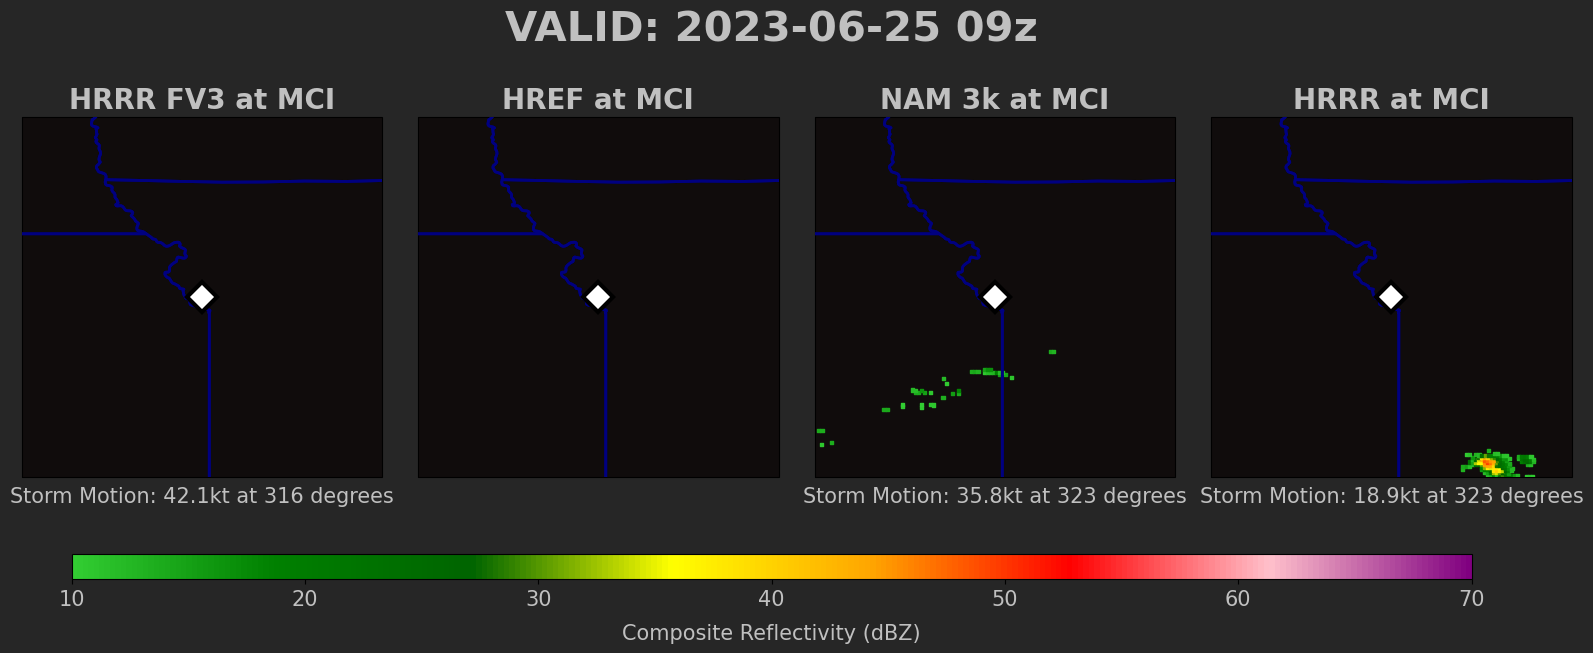 VALID: 2023-06-25 09z
HRRR FV3 at MCI
HREF at MCI
NAM 3k at MCI
HRRR at MCI
Storm Motion: 42.1kt at 316 degrees
Storm Motion: 35.8kt at 323 degrees
Storm Motion: 18.9kt at 323 degrees
10 20 30 40 50 60 70
Composite Reflectivity (dBZ)